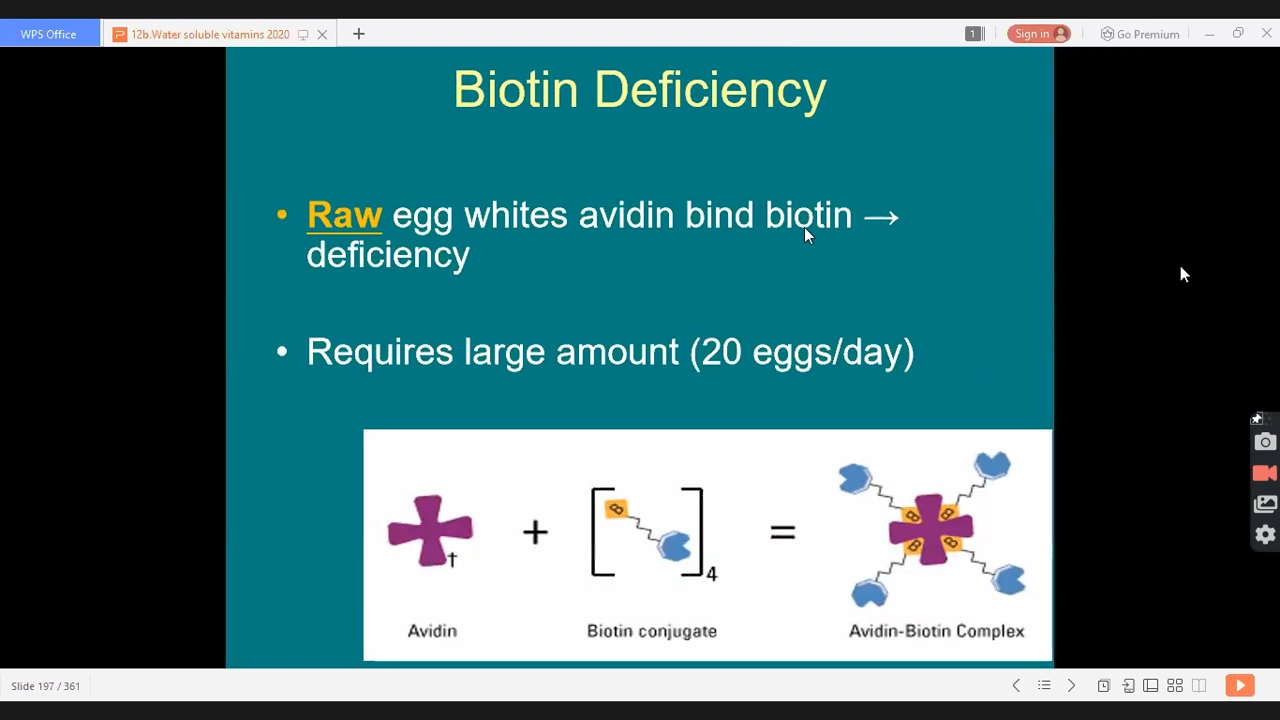 WPS Office
12b.Water soluble vitamins 2020
1
Sign in
Go Premium
Biotin Deficiency
• Raw egg whites avidin bind biotin →
deficiency
• Requires large amount (20 eggs/day)
† + [B]4 = B B B B
Avidin
Biotin conjugate
Avidin-Biotin Complex
Slide 197 / 361